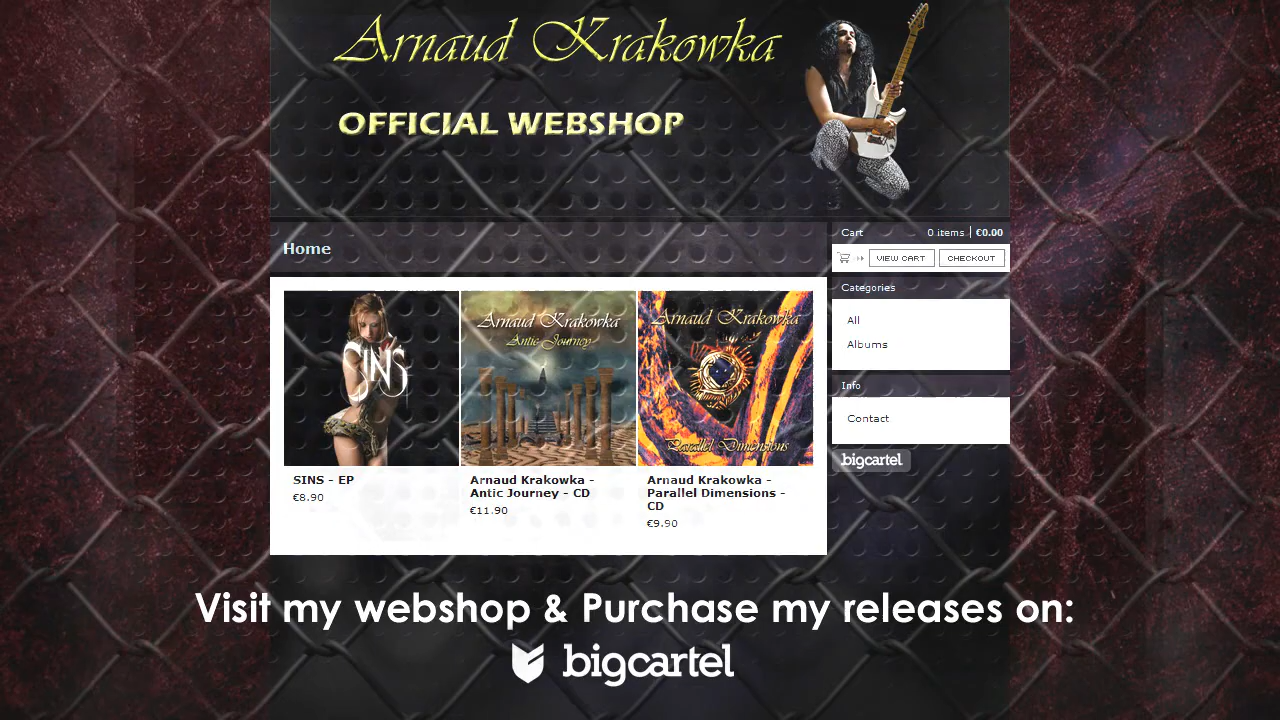 Arnaud Krakowka
OFFICIAL WEBSHOP
Home
Cart 0 items €0.00
VIEW CART CHECKOUT
Categories
All
Albums
Info
Contact
bigcartel
SINS
Arnaud Krakowka
Antic Journey
Arnaud Krakowka
Parallel Dimensions
SINS - EP
€8.90
Arnaud Krakowka -
Antic Journey - CD
€11.90
Arnaud Krakowka -
Parallel Dimensions -
CD
€9.90
Visit my webshop & Purchase my releases on:
bigcartel